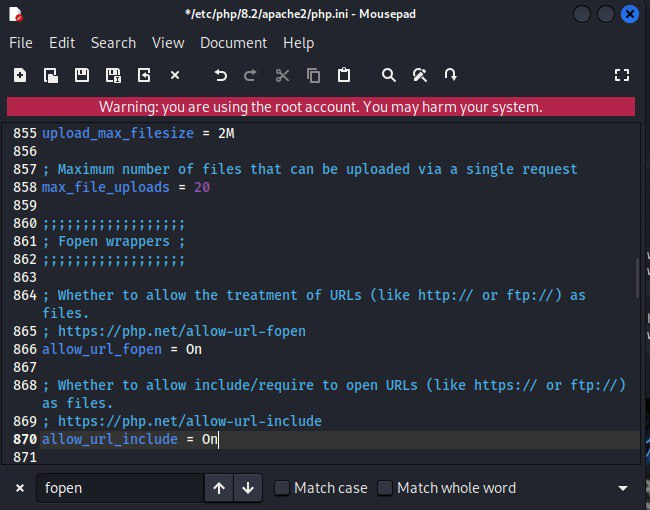 */etc/php/8.2/apache2/php.ini - Mousepad
File Edit Search View Document Help
Warning: you are using the root account. You may harm your system.
855 upload_max_filesize = 2M
856
857 ; Maximum number of files that can be uploaded via a single request
858 max_file_uploads = 20
859
860 ;;;;;;;;;;;;;;;;;;
861 ; Fopen wrappers ;
862 ;;;;;;;;;;;;;;;;;;
863
864 ; Whether to allow the treatment of URLs (like http:// or ftp://) as
files.
865 ; https://php.net/allow-url-fopen
866 allow_url_fopen = On
867
868 ; Whether to allow include/require to open URLs (like https:// or ftp://)
as files.
869 ; https://php.net/allow-url-include
870 allow_url_include = On
871
fopen Match case Match whole word